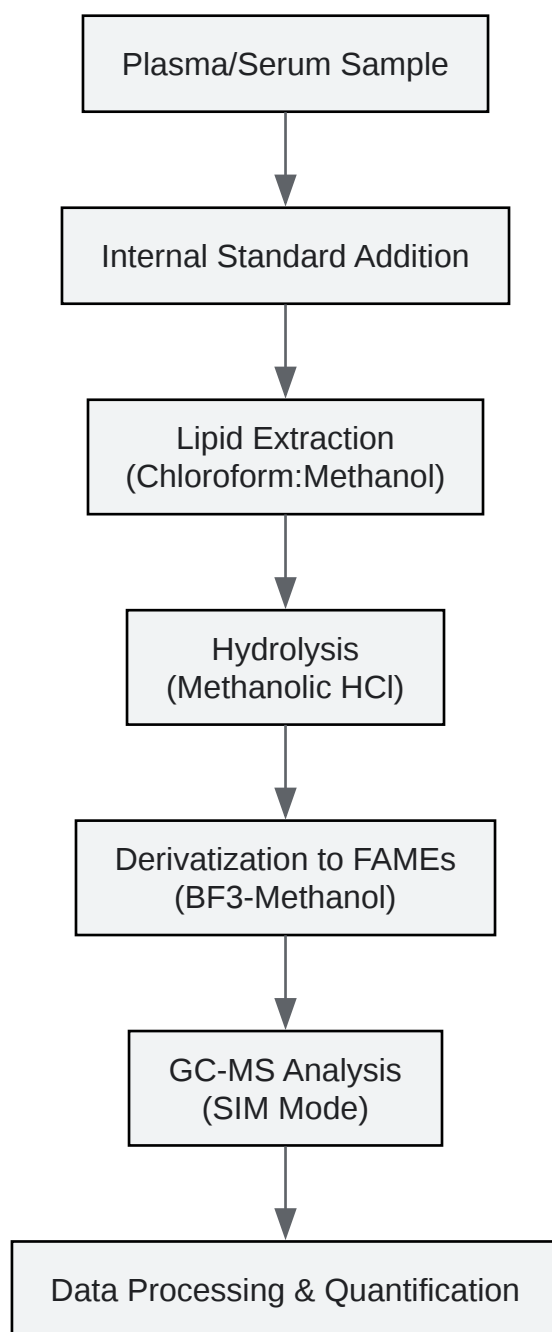 Plasma/Serum Sample
Internal Standard Addition
Lipid Extraction
(Chloroform:Methanol)
Hydrolysis
(Methanolic HCl)
Derivatization to FAMEs
(BF3-Methanol)
GC-MS Analysis
(SIM Mode)
Data Processing & Quantification